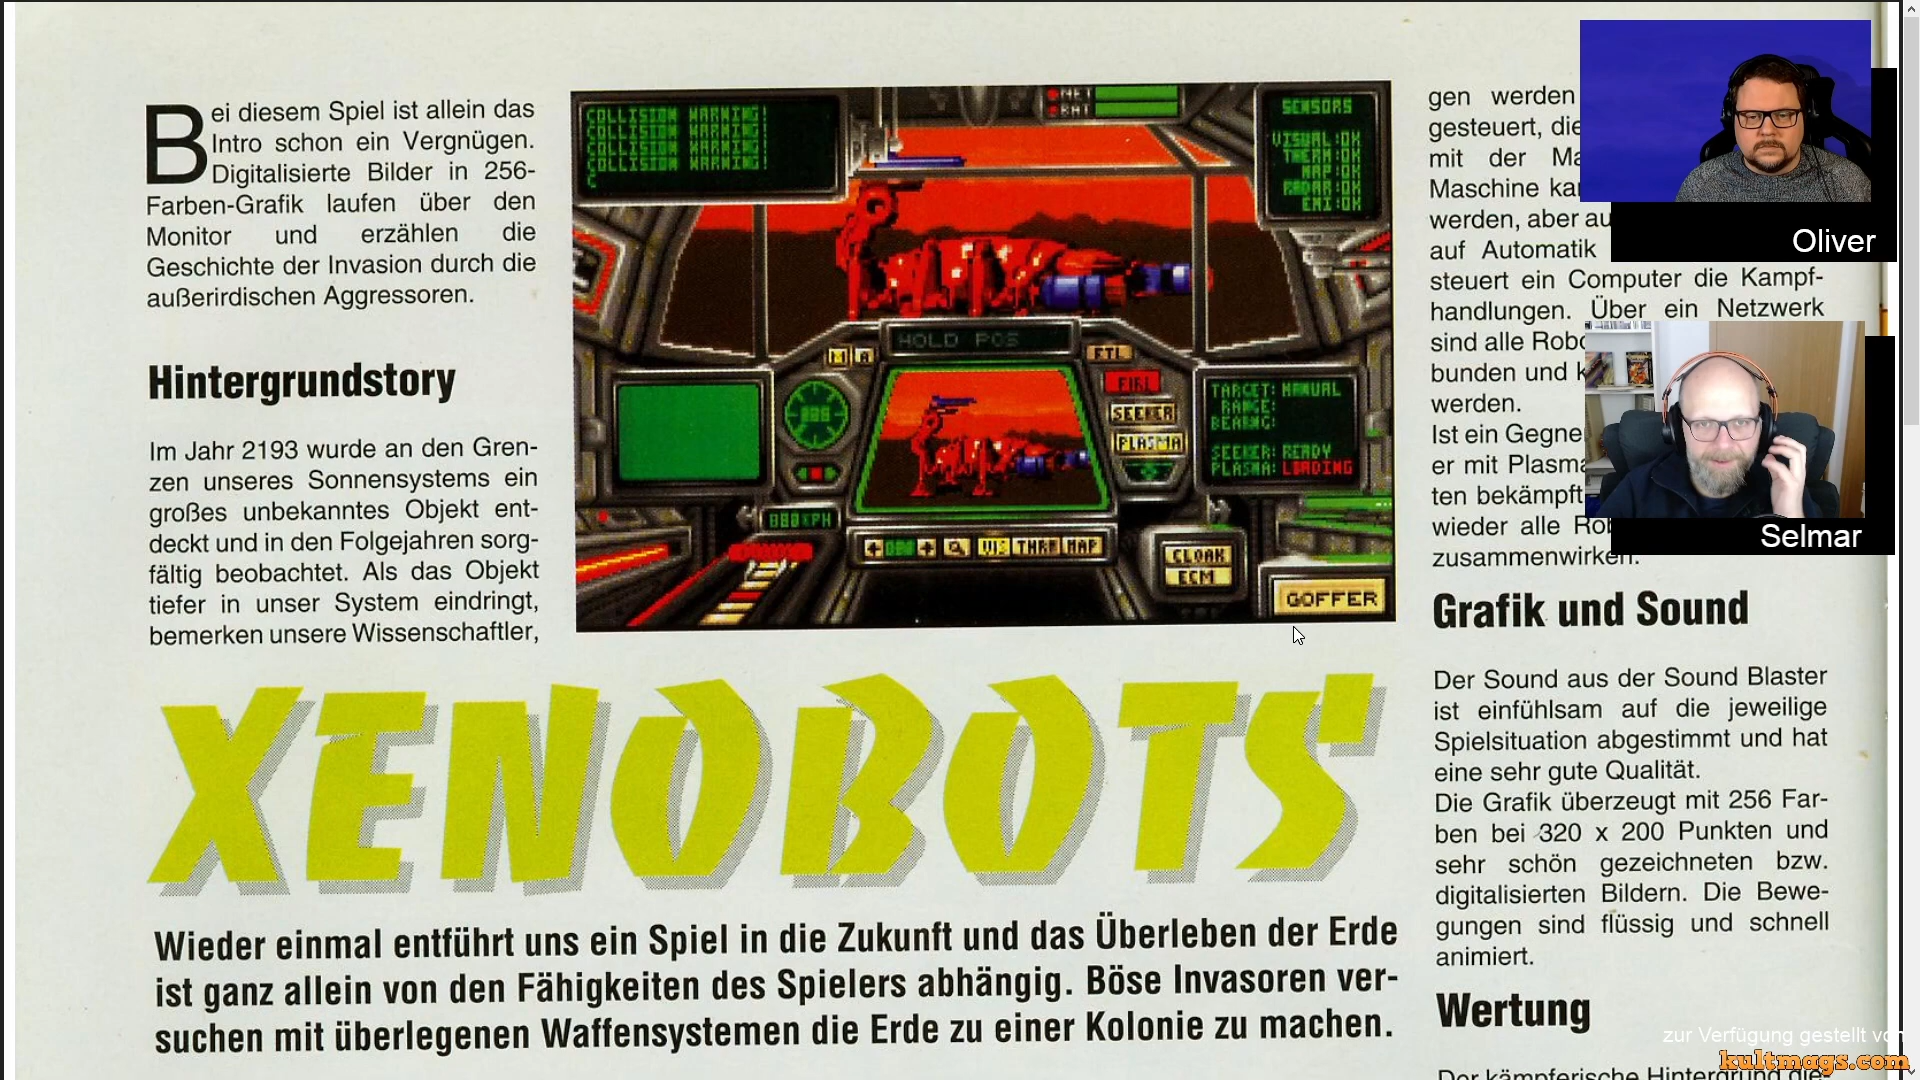 Bei diesem Spiel ist allein das
Intro schon ein Vergnügen.
Digitalisierte Bilder in 256-
Farben-Grafik laufen über den
Monitor und erzählen die
Geschichte der Invasion durch die
außerirdischen Aggressoren.
Hintergrundstory
Im Jahr 2193 wurde an den Gren-
zen unseres Sonnensystems ein
großes unbekanntes Objekt ent-
deckt und in den Folgejahren sorg-
fältig beobachtet. Als das Objekt
tiefer in unser System eindringt,
bemerken unsere Wissenschaftler,
COLLISION WARNING!
COLLISION WARNING!
COLLISION WARNING!
COLLISION WARNING!
COLLISION WARNING!
NET
BAT
SENSORS
VISUAL:OK
THERM:OK
MAP:OK
RADAR:OK
EMI:OK
HOLD POS
M A
FTL
FIRE
SEEKER
PLASMA
TARGET: MANUAL
RANGE:
BEARNG:
SEEKER: READY
PLASMA: LOADING
VIS THRM MAP
CLOAK
ECM
GOFFER
XENOBOTS
Wieder einmal entführt uns ein Spiel in die Zukunft und das Überleben der Erde
ist ganz allein von den Fähigkeiten des Spielers abhängig. Böse Invasoren ver-
suchen mit überlegenen Waffensystemen die Erde zu einer Kolonie zu machen.
gen werden
gesteuert, die
mit der
Maschine
werden, aber
auf Automatik
steuert ein Computer die Kampf-
handlungen. Über ein Netzwerk
sind alle
bunden und
werden.
Ist ein
er mit
ten bekämpft
wieder alle
zusammenwirken.
Grafik und Sound
Der Sound aus der Sound Blaster
ist einfühlsam auf die jeweilige
Spielsituation abgestimmt und hat
eine sehr gute Qualität.
Die Grafik überzeugt mit 256 Far-
ben bei 320 x 200 Punkten und
sehr schön gezeichneten bzw.
digitalisierten Bildern. Die Bewe-
gungen sind flüssig und schnell
animiert.
Wertung
Der kämpferische Hintergrund
Oliver
Selmar
zur Verfügung gestellt von
kultmags.com